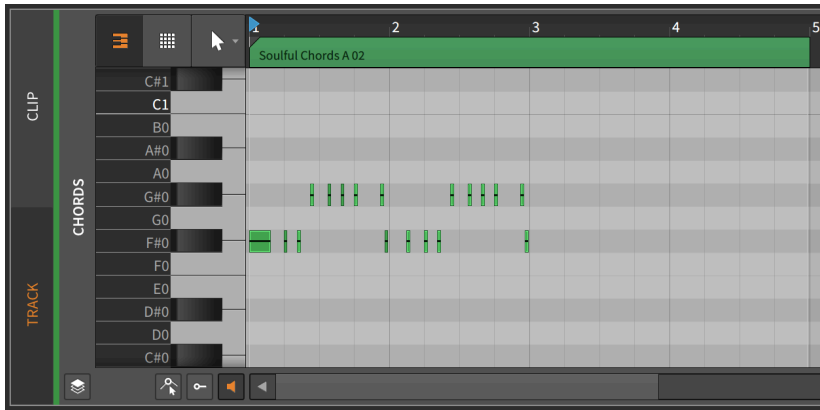 1
2
3
4
5
Soulful Chords A 02
CLIP
TRACK
CHORDS
C#1
C1
B0
A#0
A0
G#0
G0
F#0
F0
E0
D#0
D0
C#0